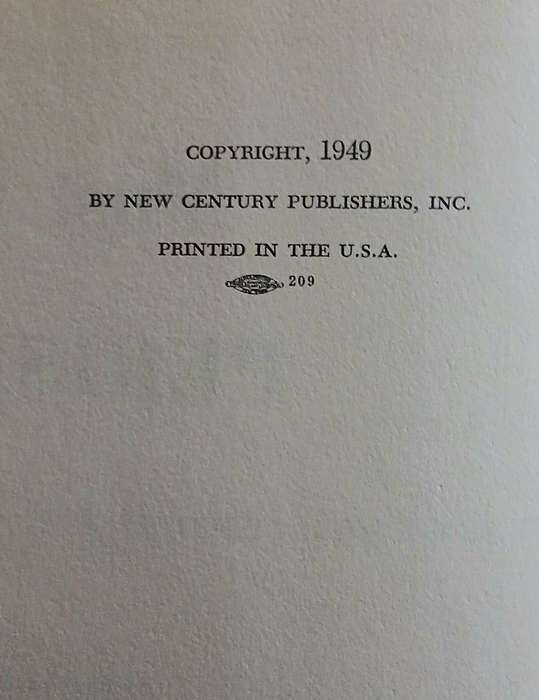 COPYRIGHT, 1949
BY NEW CENTURY PUBLISHERS, INC.
PRINTED IN THE U.S.A.
209